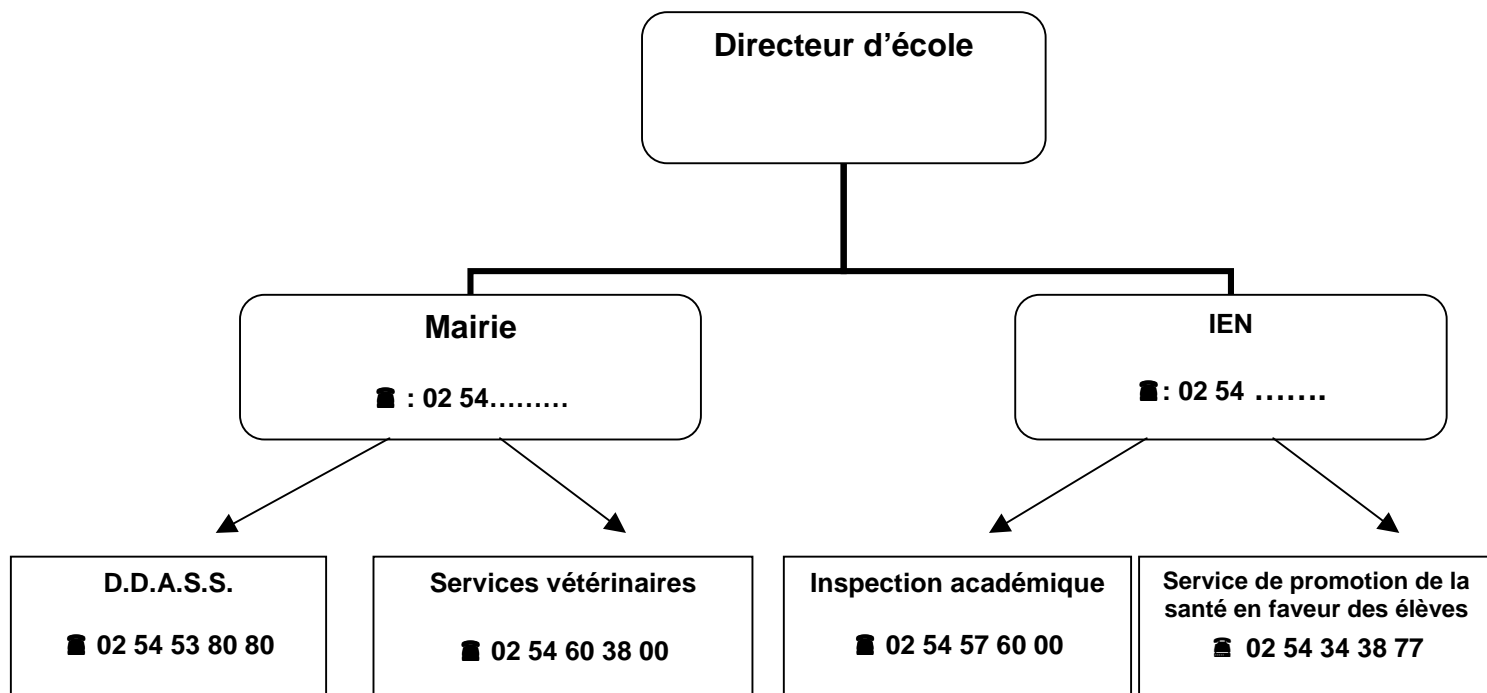 Directeur d’école
Mairie
☎ : 02 54………
IEN
☎: 02 54 …….
D.D.A.S.S.
☎ 02 54 53 80 80
Services vétérinaires
☎ 02 54 60 38 00
Inspection académique
☎ 02 54 57 60 00
Service de promotion de la
santé en faveur des élèves
☎ 02 54 34 38 77